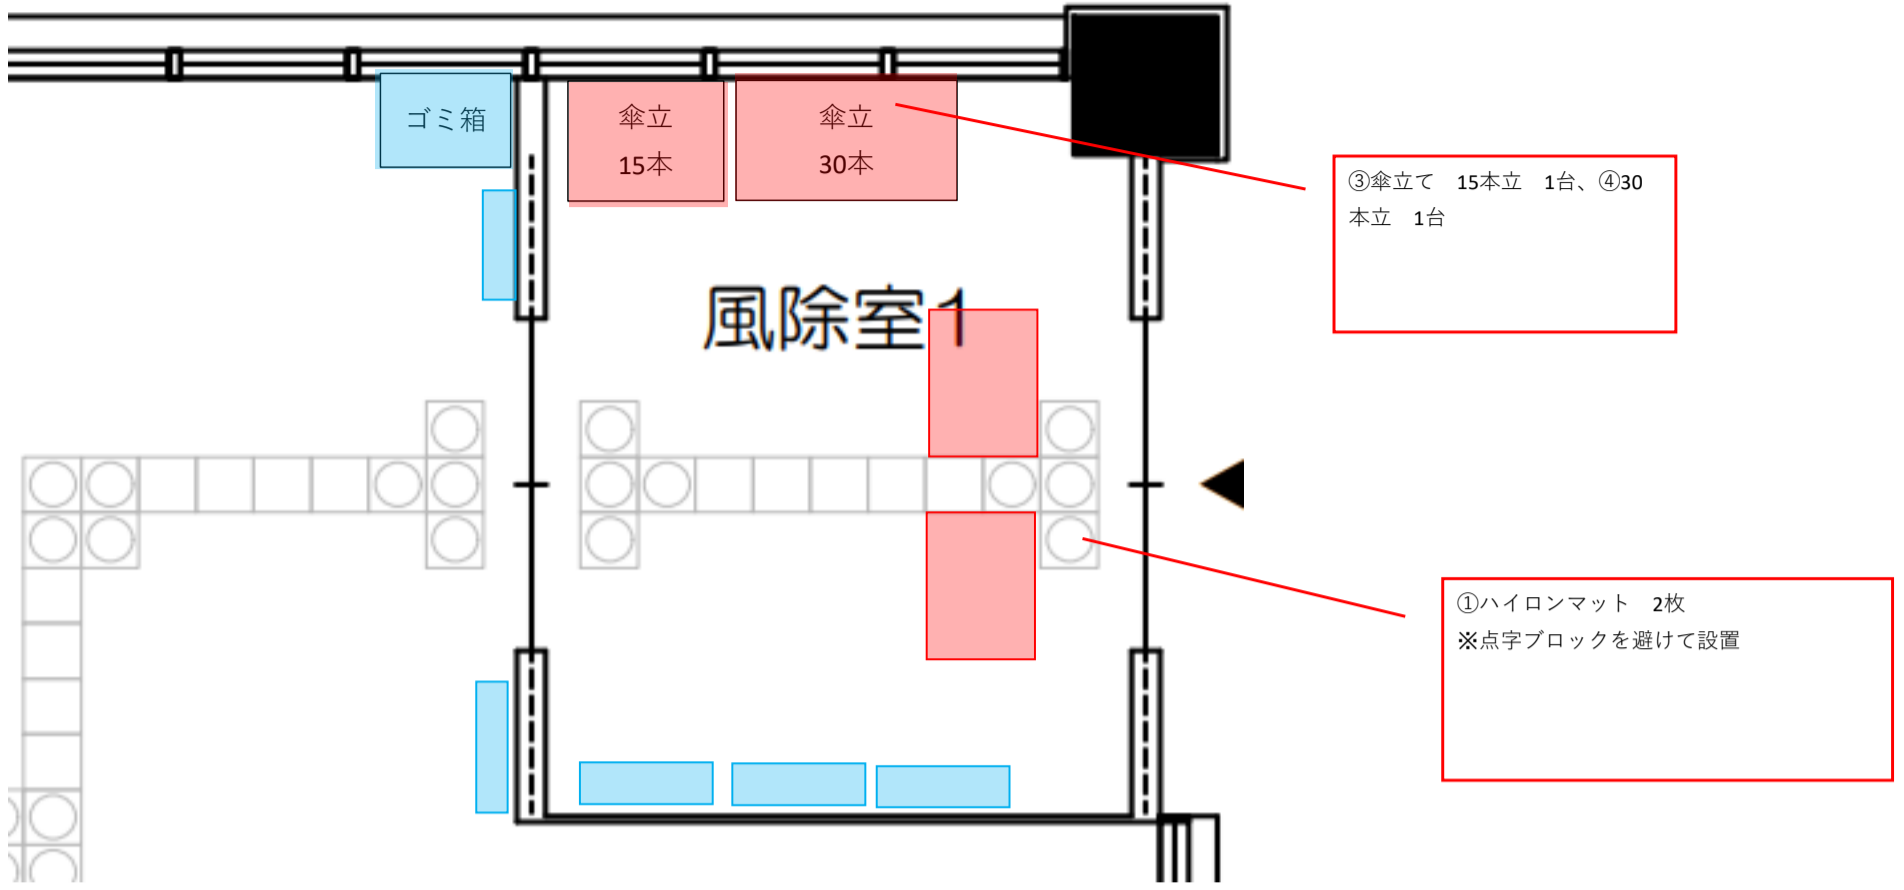 ゴミ箱
傘立
15本
傘立
30本
③傘立て　15本立　1台、④30
本立　1台
風除室1
①ハイロンマット　2枚
※点字ブロックを避けて設置